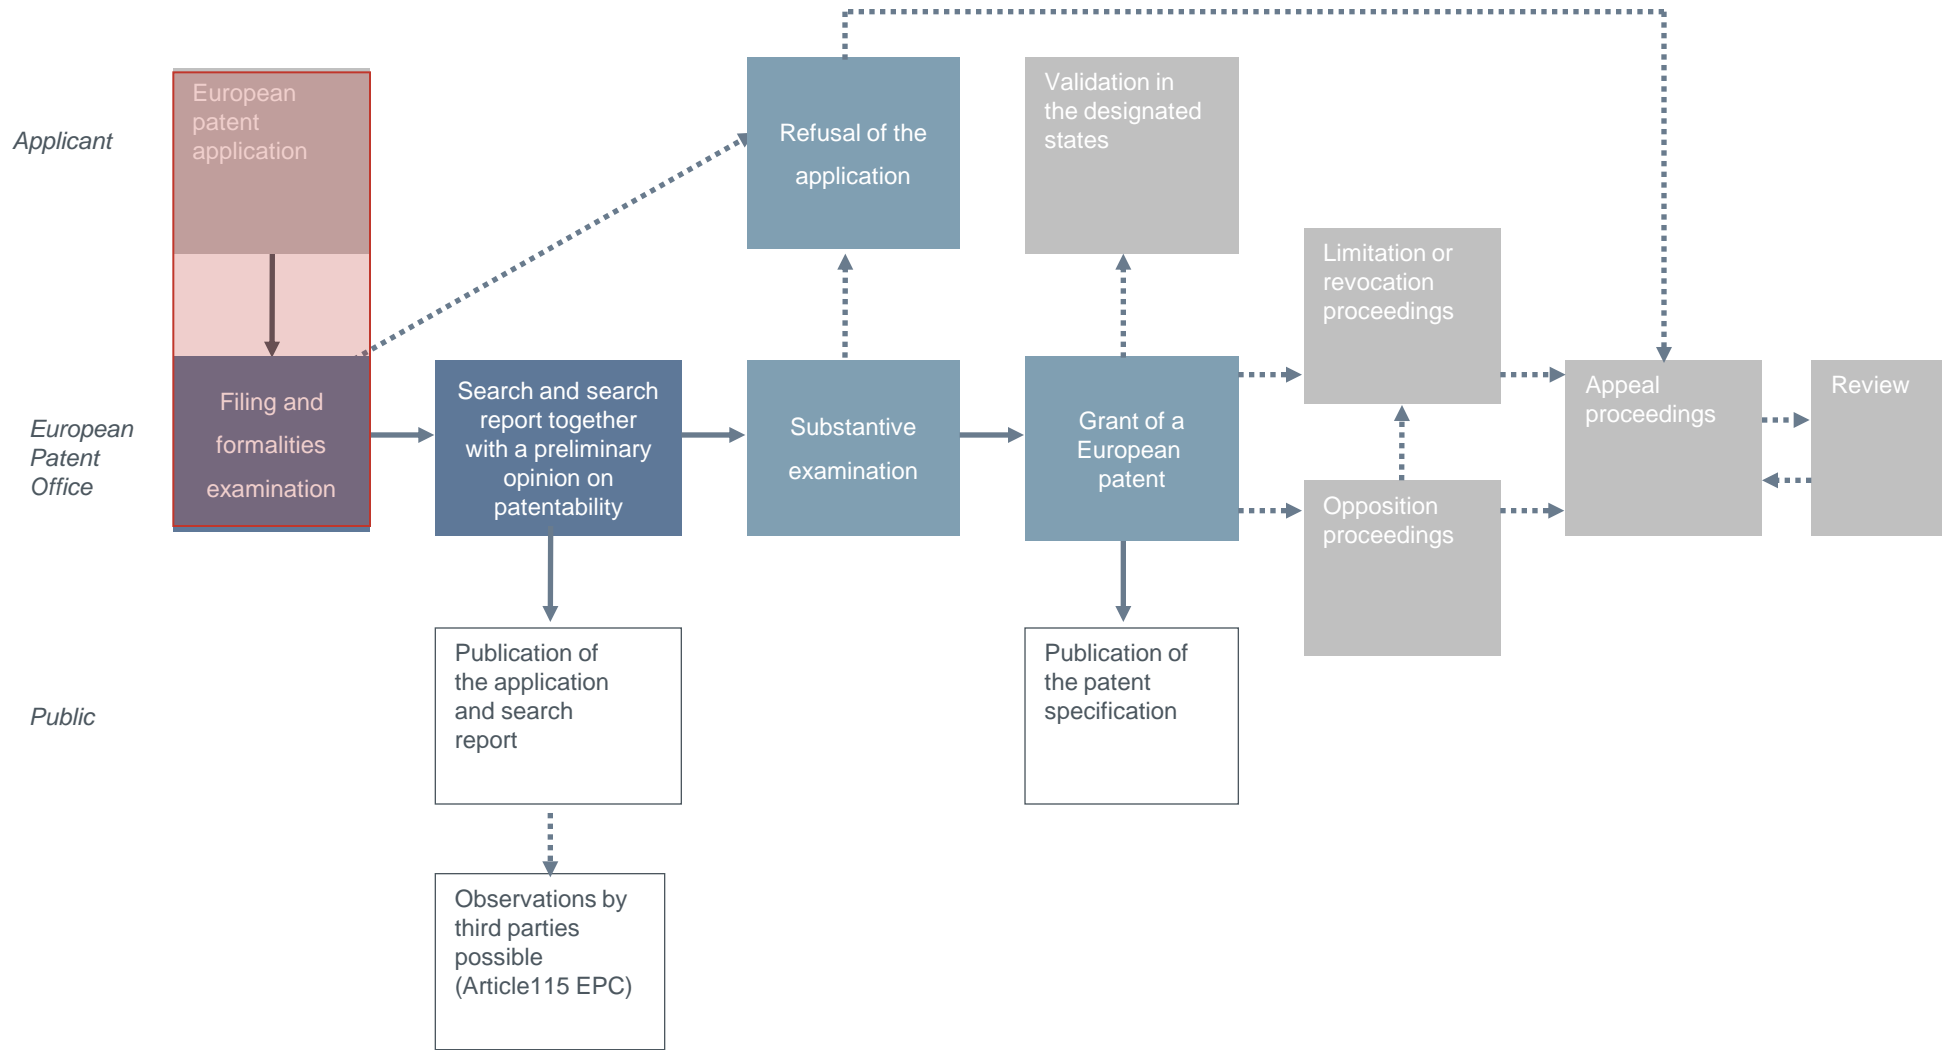 Applicant
European
patent
application
Refusal of the
application
Validation in
the designated
states
Limitation or
revocation
proceedings
European
Patent
Office
Filing and
formalities
examination
Search and search
report together
with a preliminary
opinion on
patentability
Substantive
examination
Grant of a
European
patent
Opposition
proceedings
Appeal
proceedings
Review
Public
Publication of
the application
and search
report
Publication of
the patent
specification
Observations by
third parties
possible
(Article115 EPC)